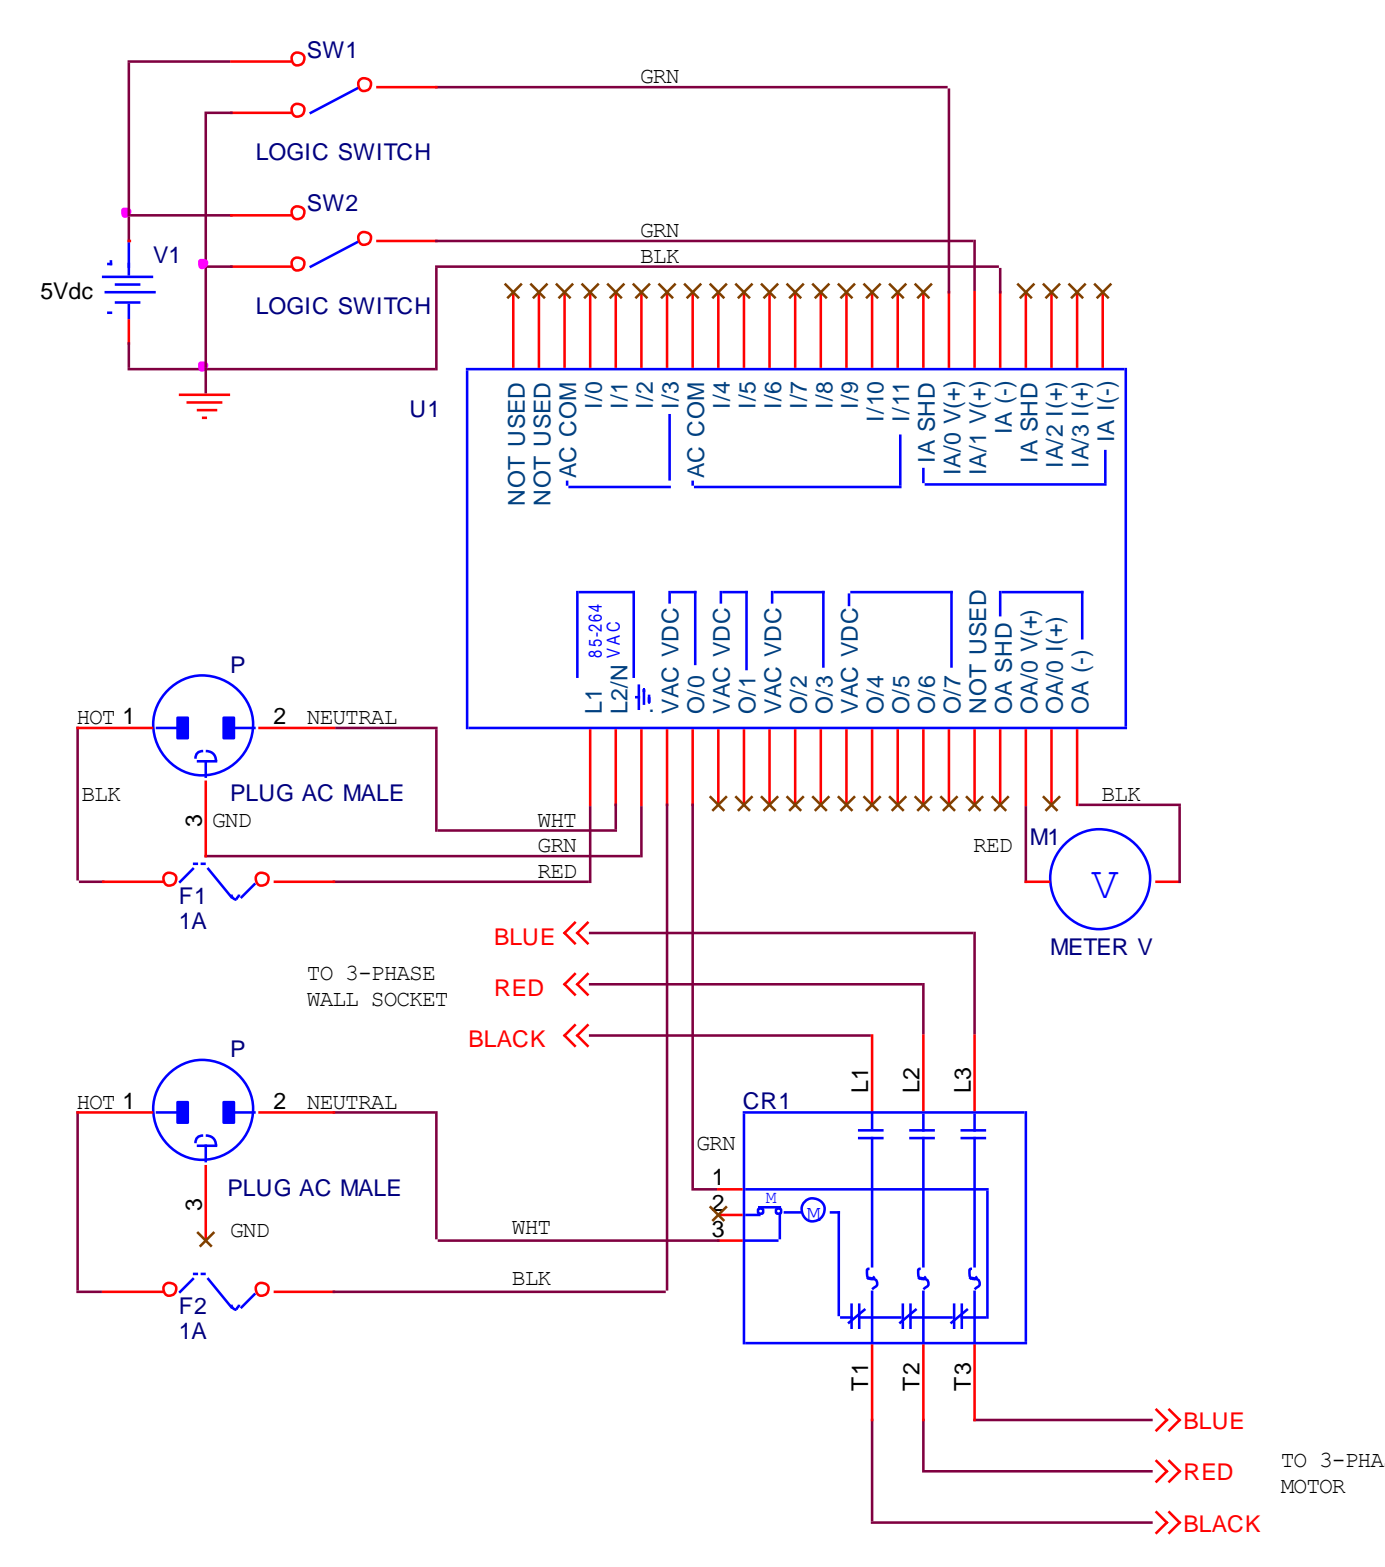 SW1
GRN
LOGIC SWITCH
SW2
GRN
BLK
V1
5Vdc
LOGIC SWITCH
U1
NOT USED
NOT USED
AC COM
I/0
I/1
I/2
I/3
AC COM
I/4
I/5
I/6
I/7
I/8
I/9
I/10
I/11
IA SHD
IA/0 V(+)
IA/1 V(+)
IA (-)
IA SHD
IA/2 I(+)
IA/3 I(+)
IA I(-)
85-264
VAC
L1
L2/N
VAC VDC
O/0
VAC VDC
O/1
VAC VDC
O/2
O/3
VAC VDC
O/4
O/5
O/6
O/7
NOT USED
OA SHD
OA/0 V(+)
OA/0 I(+)
OA (-)
P
HOT 1
2 NEUTRAL
BLK
PLUG AC MALE
3 GND
WHT
GRN
RED
F1
1A
BLK
RED
M1
V
METER V
BLUE
TO 3-PHASE
WALL SOCKET
RED
BLACK
L1
L2
L3
P
HOT 1
2 NEUTRAL
CR1
GRN
1
2
3
M
M
PLUG AC MALE
3
GND
WHT
BLK
F2
1A
T1
T2
T3
BLUE
RED
TO 3-PHA
MOTOR
BLACK